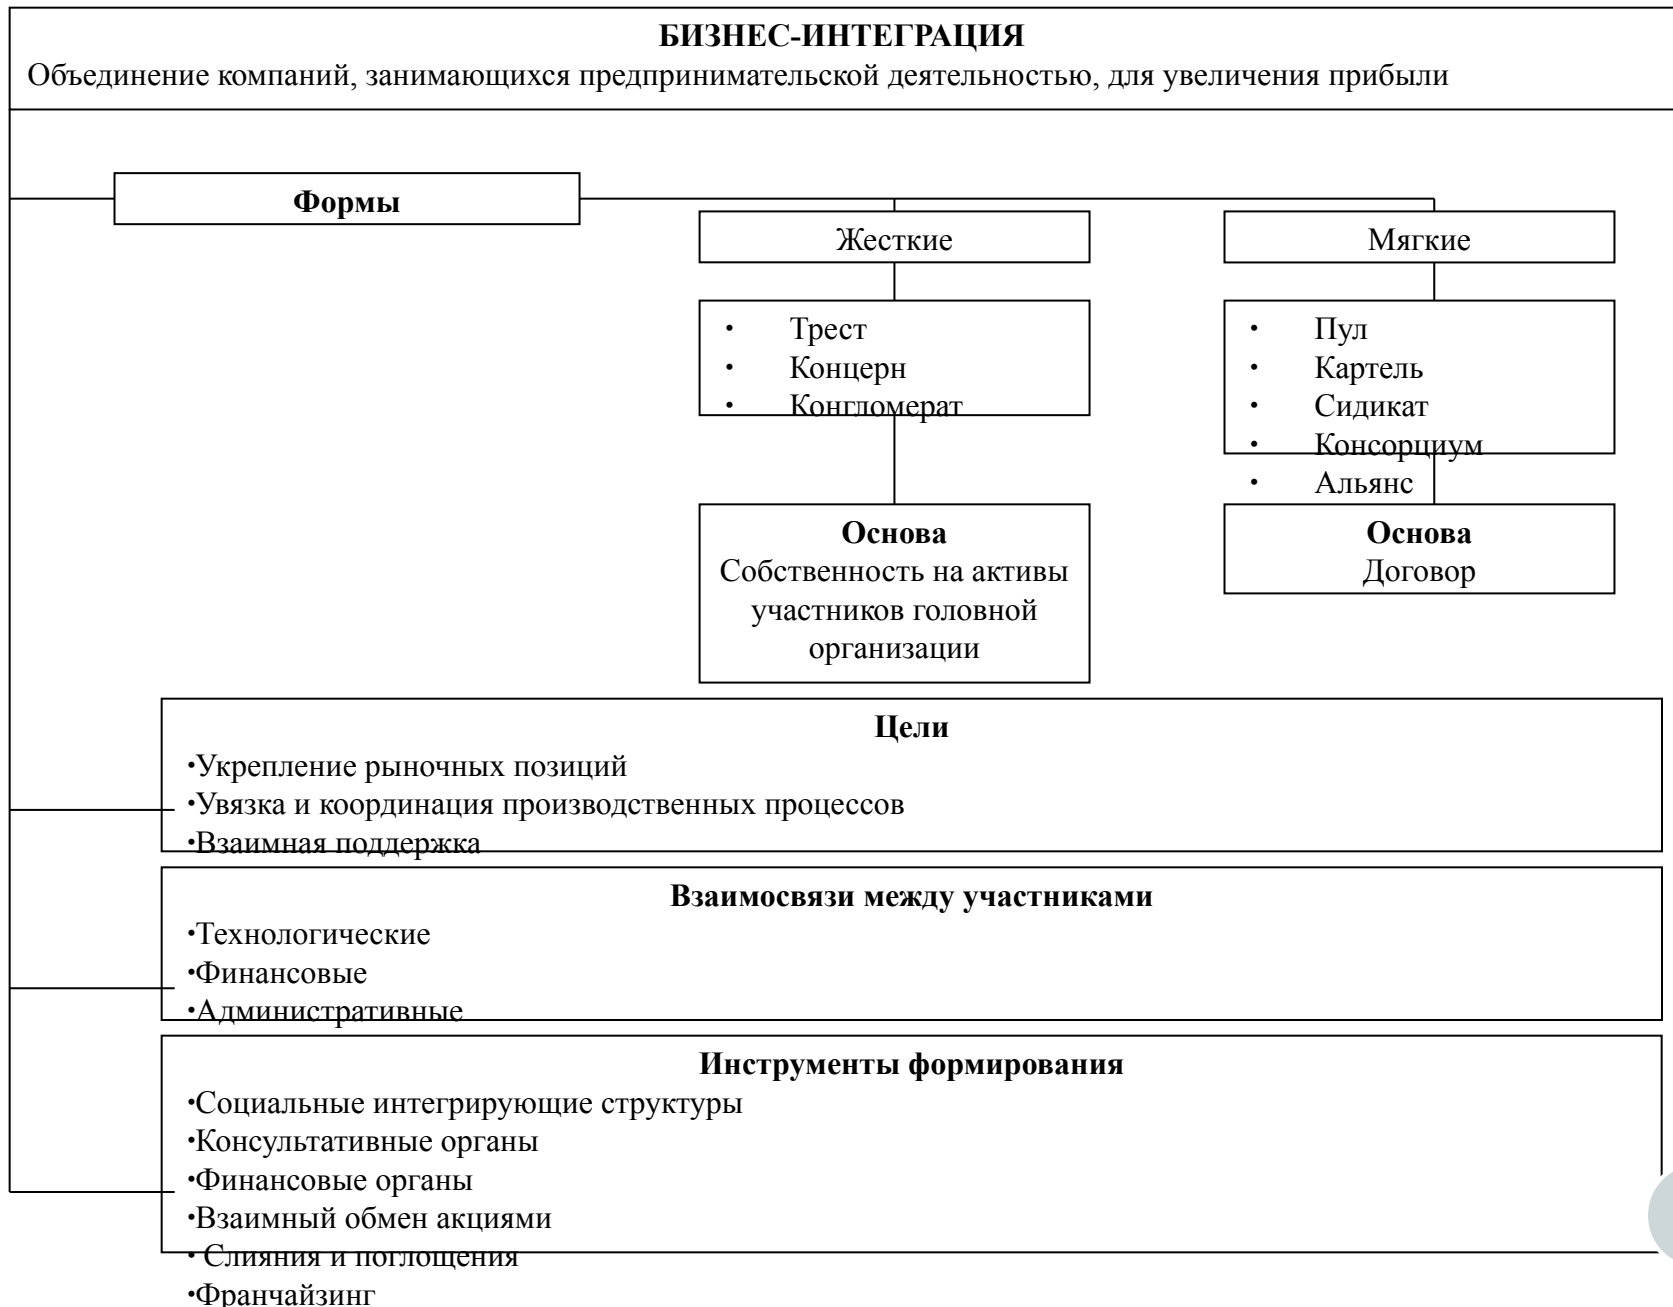 БИЗНЕС-ИНТЕГРАЦИЯ
Объединение компаний, занимающихся предпринимательской деятельностью, для увеличения прибыли
Формы
Жесткие
Мягкие
• Трест
• Концерн
• Конгломерат
• Пул
• Картель
• Сидикат
• Консорциум
• Альянс
Основа
Собственность на активы
участников головной
организации
Основа
Договор
Цели
•Укрепление рыночных позиций
•Увязка и координация производственных процессов
•Взаимная поддержка
Взаимосвязи между участниками
•Технологические
•Финансовые
•Административные
Инструменты формирования
•Социальные интегрирующие структуры
•Консультативные органы
•Финансовые органы
•Взаимный обмен акциями
• Слияния и поглощения
•Франчайзинг